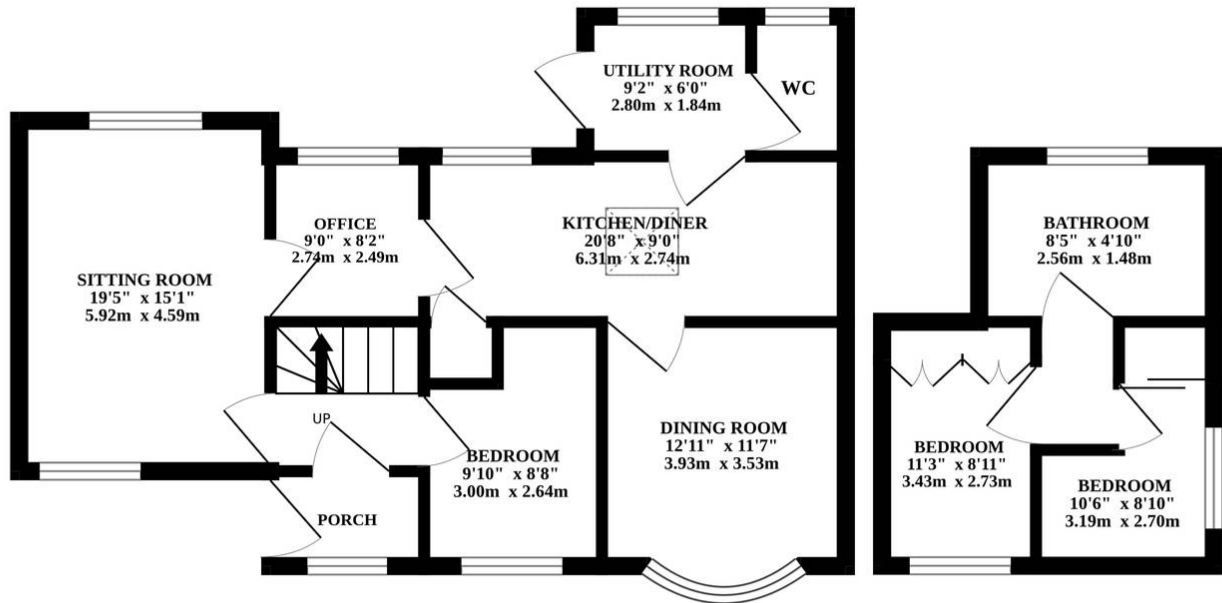 UTILITY ROOM
9'2" x 6'0"
2.80m x 1.84m
WC
OFFICE
9'0" x 8'2"
2.74m x 2.49m
KITCHEN/DINER
20'8" x 9'0"
6.31m x 2.74m
SITTING ROOM
19'5" x 15'1"
5.92m x 4.59m
UP
BEDROOM
9'10" x 8'8"
3.00m x 2.64m
DINING ROOM
12'11" x 11'7"
3.93m x 3.53m
PORCH
BATHROOM
8'5" x 4'10"
2.56m x 1.48m
BEDROOM
11'3" x 8'11"
3.43m x 2.73m
BEDROOM
10'6" x 8'10"
3.19m x 2.70m